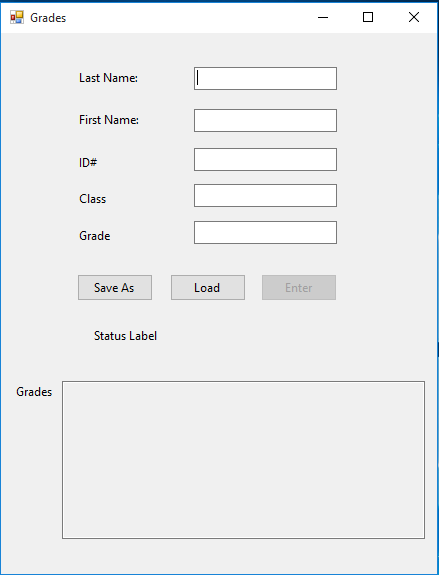 Grades
Last Name:
First Name:
ID#
Class
Grade
Save As Load Enter
Status Label
Grades